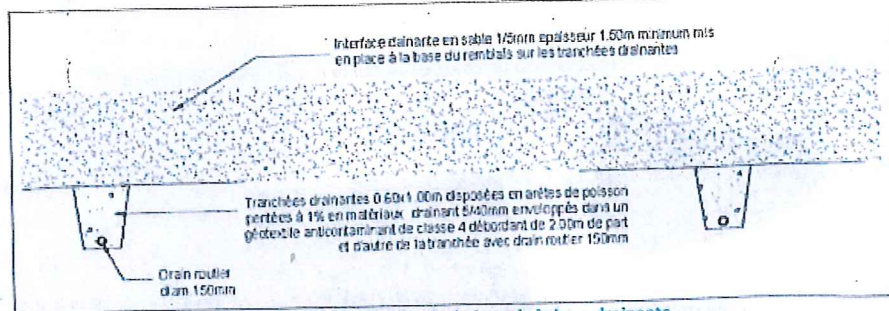 Interface dainante en sable 1/5mm epaisseur 1.50m minimum mis
en place à la base du remblais sur les tranchées drainantes
Tranchées drainantes 0.60x1.00m disposées en arêtes de poisson
pentées à 1% en matériaux drainant 5/40mm enveloppés dans un
géotextile anticontaminant de classe 4 débordant de 2.00m de part
et d'autre de la tranchée avec drain routier 150mm
Drain routier
diam.150mm
drainante